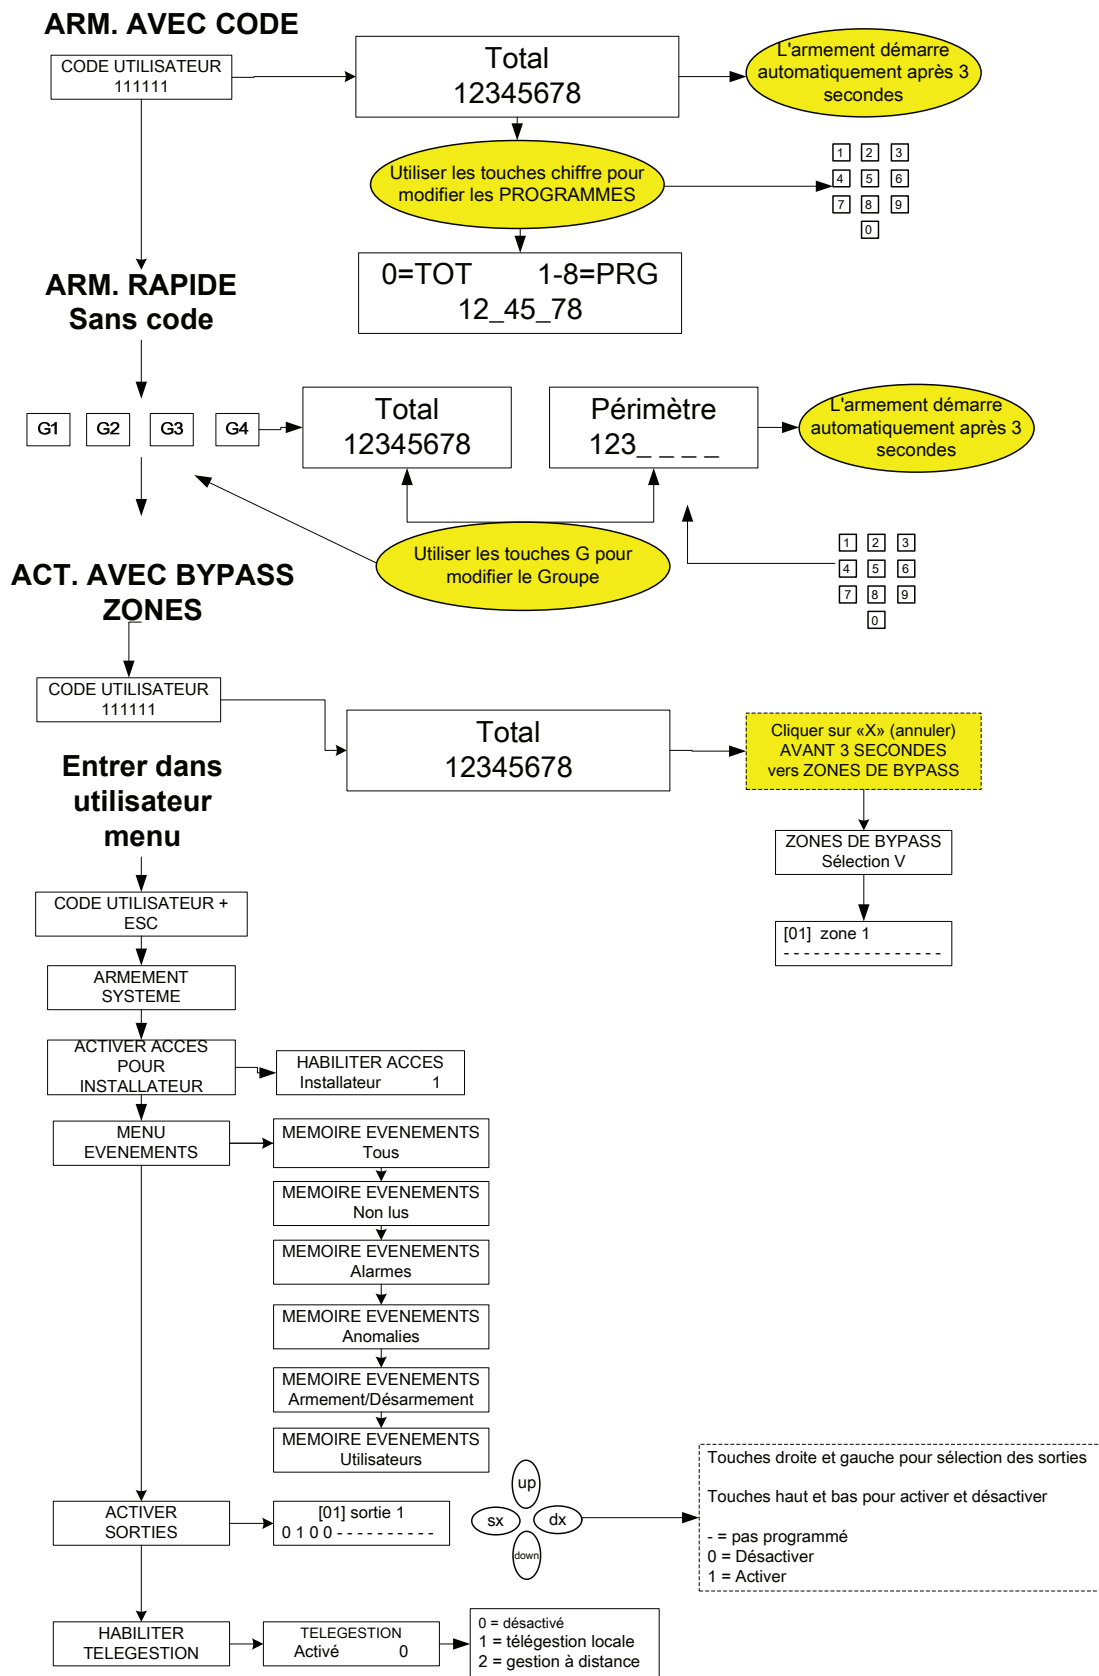 ARM. AVEC CODE
CODE UTILISATEUR
111111
Total
12345678
L'armement démarre
automatiquement après 3
secondes
Utiliser les touches chiffre pour
modifier les PROGRAMMES
1 2 3
4 5 6
7 8 9
0
0=TOT 1-8=PRG
12_45_78
ARM. RAPIDE
Sans code
G1 G2 G3 G4
Total
12345678
Périmètre
123_ _ _ _
L'armement démarre
automatiquement après 3
secondes
Utiliser les touches G pour
modifier le Groupe
1 2 3
4 5 6
7 8 9
0
ACT. AVEC BYPASS
ZONES
CODE UTILISATEUR
111111
Total
12345678
Cliquer sur «X» (annuler)
AVANT 3 SECONDES
vers ZONES DE BYPASS
ZONES DE BYPASS
Sélection V
[01] zone 1
- - - - - - - - - - - - - - - -
Entrer dans
utilisateur
menu
CODE UTILISATEUR +
ESC
ARMEMENT
SYSTEME
ACTIVER ACCES
POUR
INSTALLATEUR
HABILITER ACCES
Installateur 1
MENU
EVENEMENTS
MEMOIRE EVENEMENTS
Tous
MEMOIRE EVENEMENTS
Non lus
MEMOIRE EVENEMENTS
Alarmes
MEMOIRE EVENEMENTS
Anomalies
MEMOIRE EVENEMENTS
Armement/Désarmement
MEMOIRE EVENEMENTS
Utilisateurs
ACTIVER
SORTIES
[01] sortie 1
0 1 0 0 - - - - - - - - - -
up
sx dx
down
Touches droite et gauche pour sélection des sorties
Touches haut et bas pour activer et désactiver
- = pas programmé
0 = Désactiver
1 = Activer
HABILITER
TELEGESTION
TELEGESTION
Activé 0
0 = désactivé
1 = télégestion locale
2 = gestion à distance